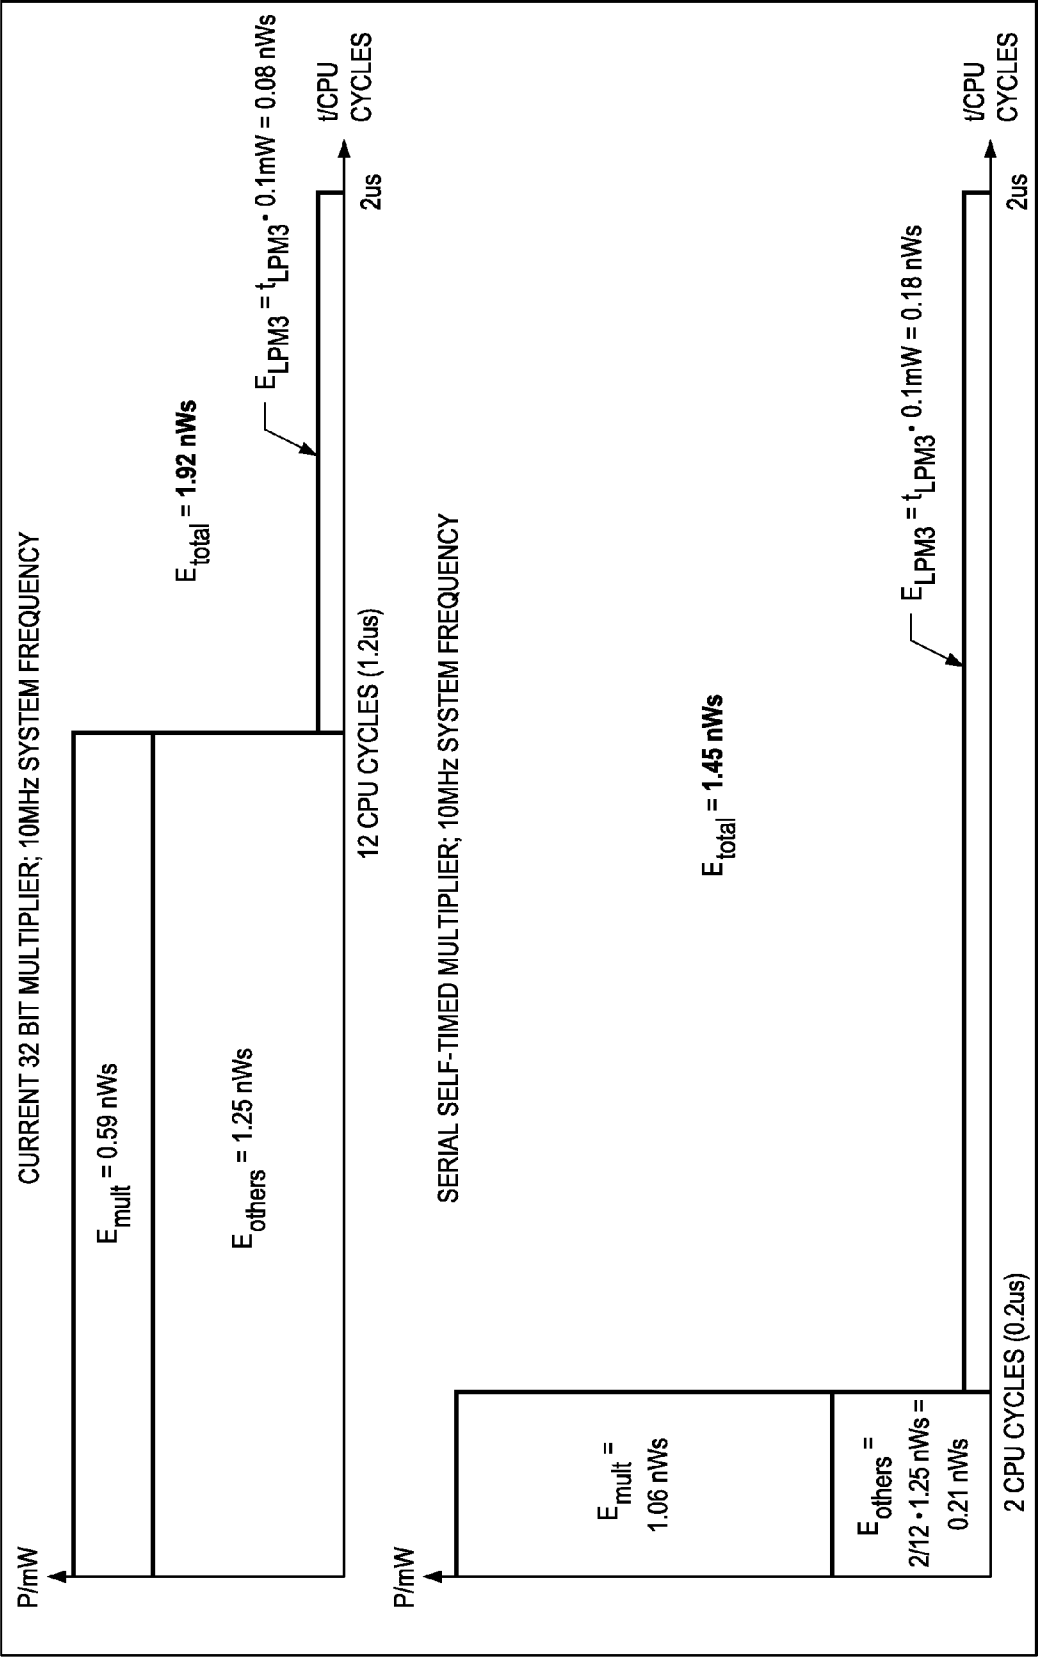 CURRENT 32 BIT MULTIPLIER; 10MHz SYSTEM FREQUENCY
P/mW
E_mult = 0.59 nWs
E_others = 1.25 nWs
E_total = 1.92 nWs
E_LPM3 = t_LPM3 • 0.1mW = 0.08 nWs
12 CPU CYCLES (1.2us)
2us
t/CPU
CYCLES
SERIAL SELF-TIMED MULTIPLIER; 10MHz SYSTEM FREQUENCY
P/mW
E_mult =
1.06 nWs
E_others =
2/12 • 1.25 nWs =
0.21 nWs
E_total = 1.45 nWs
E_LPM3 = t_LPM3 • 0.1mW = 0.18 nWs
2 CPU CYCLES (0.2us)
2us
t/CPU
CYCLES